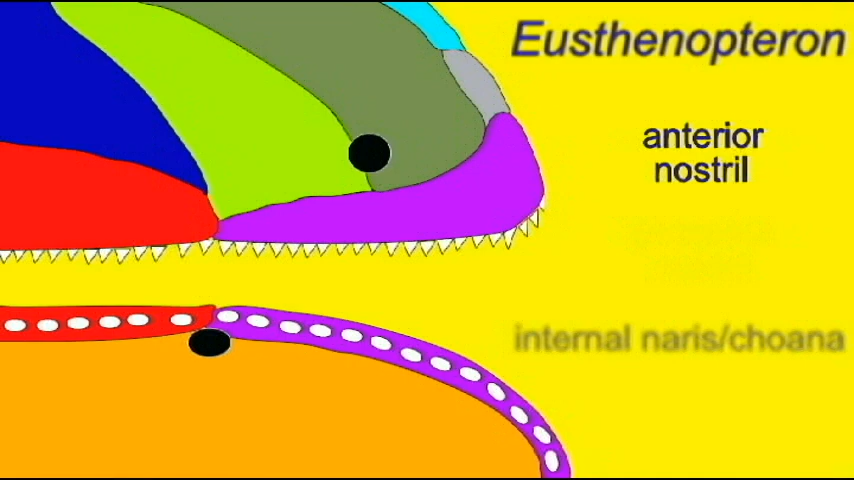 Eusthenopteron
anterior
nostril
internal naris/choana